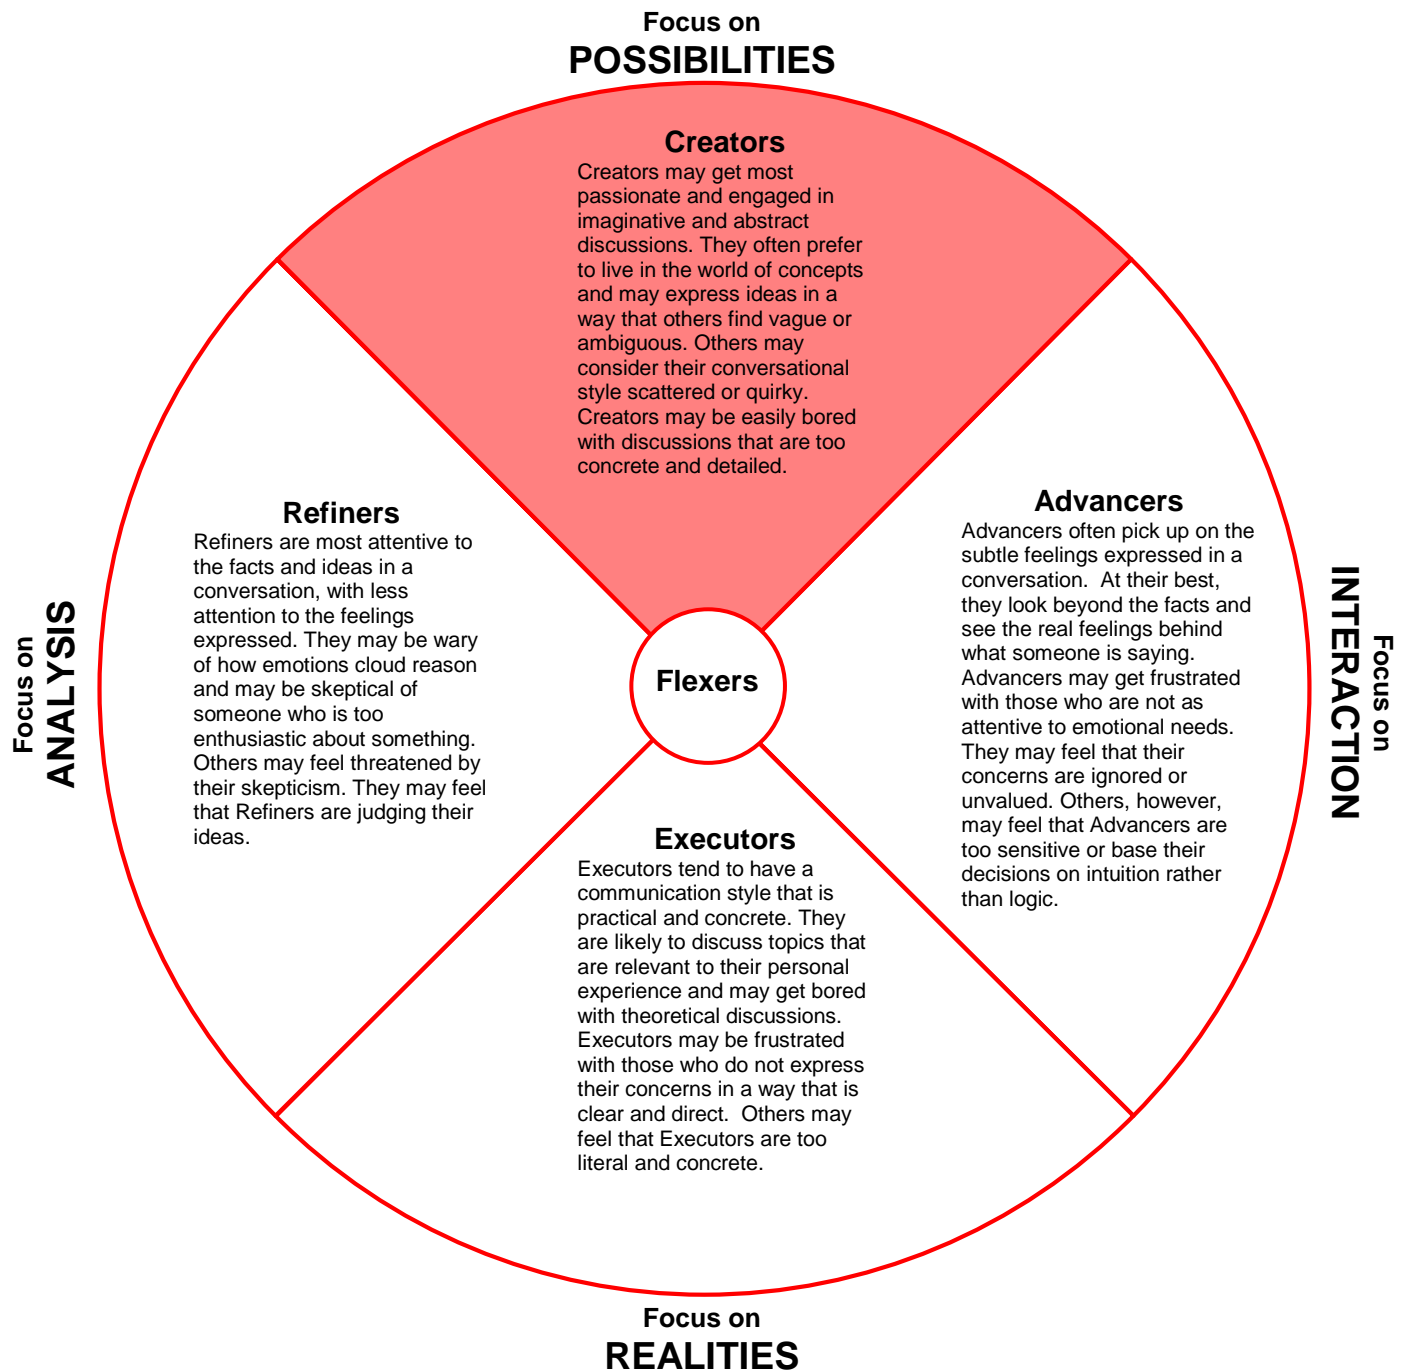 Focus on
POSSIBILITIES
Creators
Creators may get most
passionate and engaged in
imaginative and abstract
discussions. They often prefer
to live in the world of concepts
and may express ideas in a
way that others find vague or
ambiguous. Others may
consider their conversational
style scattered or quirky.
Creators may be easily bored
with discussions that are too
concrete and detailed.
Focus on
ANALYSIS
Refiners
Refiners are most attentive to
the facts and ideas in a
conversation, with less
attention to the feelings
expressed. They may be wary
of how emotions cloud reason
and may be skeptical of
someone who is too
enthusiastic about something.
Others may feel threatened by
their skepticism. They may feel
that Refiners are judging their
ideas.
Flexers
Advancers
Advancers often pick up on the
subtle feelings expressed in a
conversation.  At their best,
they look beyond the facts and
see the real feelings behind
what someone is saying.
Advancers may get frustrated
with those who are not as
attentive to emotional needs.
They may feel that their
concerns are ignored or
unvalued. Others, however,
may feel that Advancers are
too sensitive or base their
decisions on intuition rather
than logic.
Focus on
INTERACTION
Executors
Executors tend to have a
communication style that is
practical and concrete. They
are likely to discuss topics that
are relevant to their personal
experience and may get bored
with theoretical discussions.
Executors may be frustrated
with those who do not express
their concerns in a way that is
clear and direct.  Others may
feel that Executors are too
literal and concrete.
Focus on
REALITIES